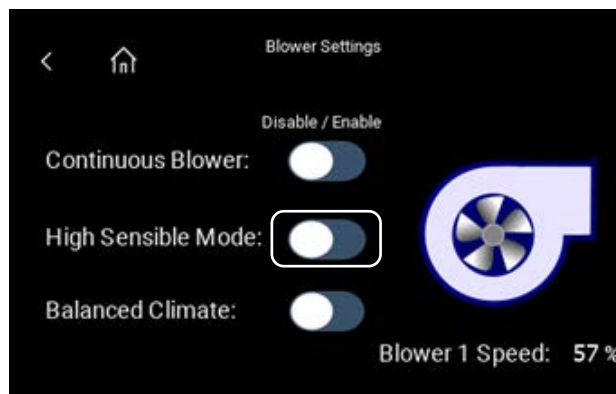 Blower Settings
Disable / Enable
Continuous Blower:
High Sensible Mode:
Balanced Climate:
Blower 1 Speed: 57 %